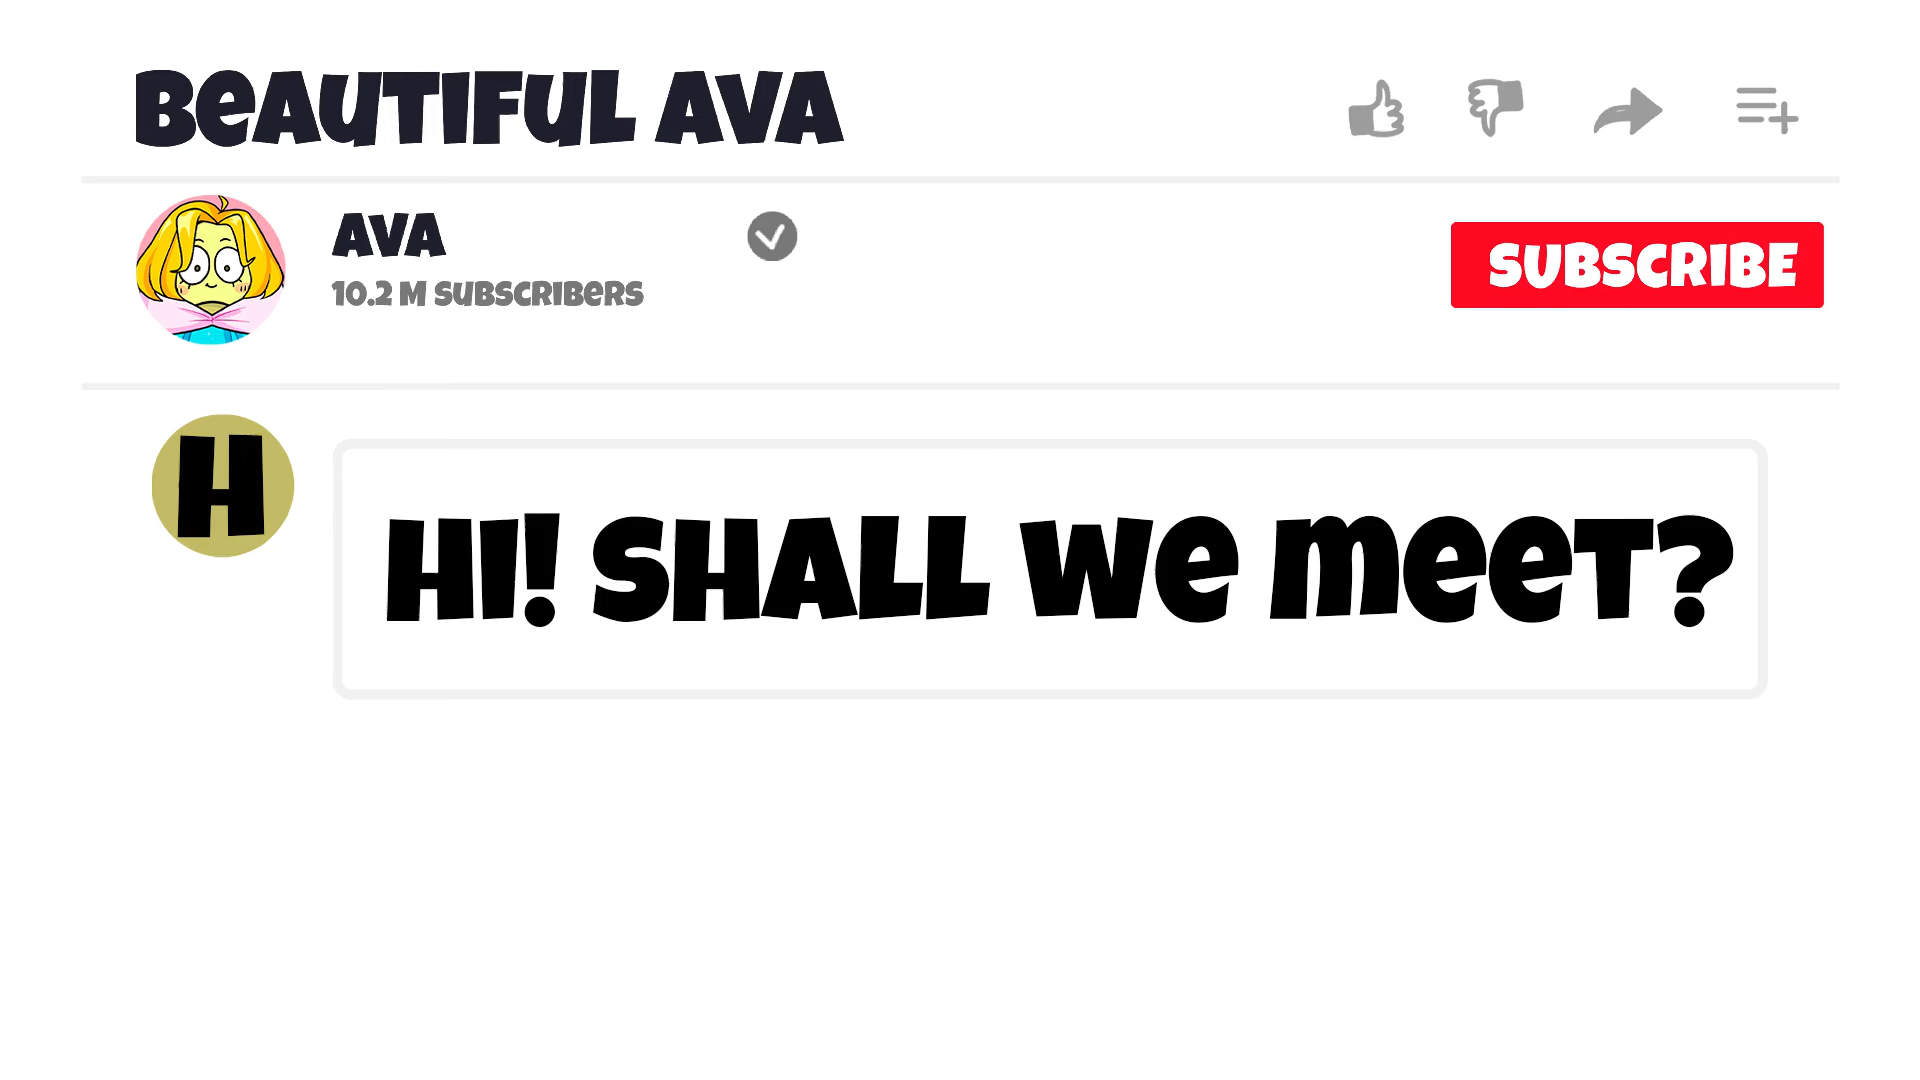 BEAUTIFUL AVA
AVA
10.2 M SUBSCRIBERS
SUBSCRIBE
H
HI! SHALL WE MEET?